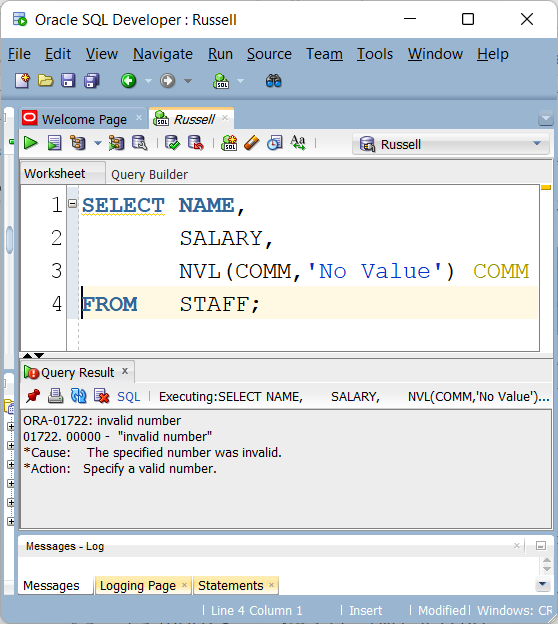 Oracle SQL Developer : Russell
File Edit View Navigate Run Source Team Tools Window Help
Welcome Page Russell
Russell
Worksheet Query Builder
1 SELECT NAME,
2 SALARY,
3 NVL(COMM,'No Value') COMM
4 FROM STAFF;
Query Result x
SQL | Executing:SELECT NAME, SALARY, NVL(COMM,'No Value')...
ORA-01722: invalid number
01722. 00000 - "invalid number"
*Cause: The specified number was invalid.
*Action: Specify a valid number.
Messages - Log
Messages Logging Page Statements
Line 4 Column 1 | Insert | Modified | Windows: CR